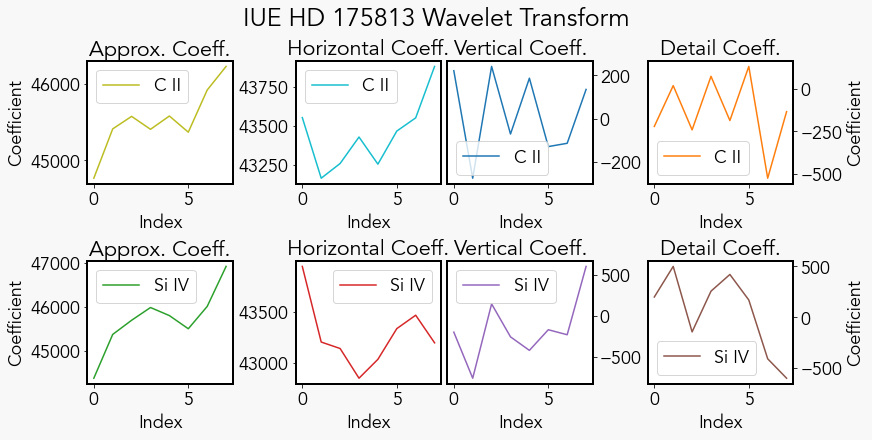 IUE HD 175813 Wavelet Transform
Approx. Coeff. Horizontal Coeff. Vertical Coeff. Detail Coeff.
Coefficient
46000
45000
C II
0 5
Index
43750
43500
43250
C II
0 5
Index
C II
200
0
−200
0 5
Index
C II
0
−250
−500
Coefficient
0 5
Index
Approx. Coeff. Horizontal Coeff. Vertical Coeff. Detail Coeff.
Coefficient
47000
46000
45000
Si IV
0 5
Index
43500
43000
Si IV
0 5
Index
Si IV
500
0
−500
0 5
Index
Si IV
500
0
−500
Coefficient
0 5
Index